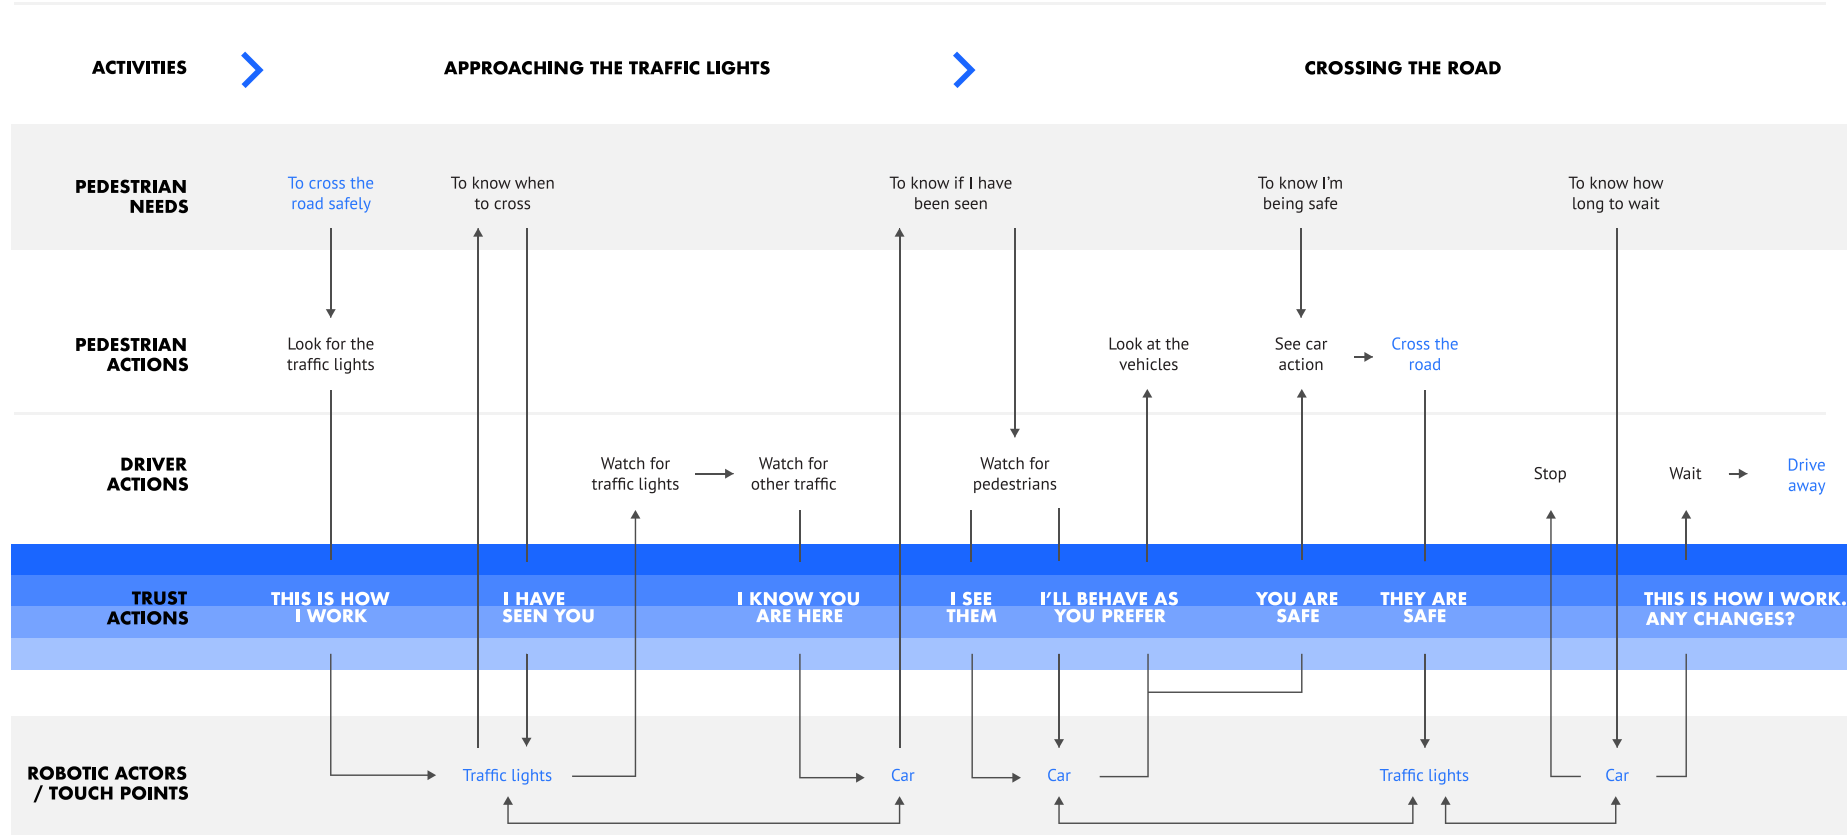 ACTIVITIES
APPROACHING THE TRAFFIC LIGHTS
CROSSING THE ROAD
PEDESTRIAN
NEEDS
To cross the
road safely
To know when
to cross
To know if I have
been seen
To know I'm
being safe
To know how
long to wait
PEDESTRIAN
ACTIONS
Look for the
traffic lights
Look at the
vehicles
See car
action
Cross the
road
DRIVER
ACTIONS
Watch for
traffic lights
Watch for
other traffic
Watch for
pedestrians
Stop
Wait
Drive
away
TRUST
ACTIONS
THIS IS HOW
I WORK
I HAVE
SEEN YOU
I KNOW YOU
ARE HERE
I SEE
THEM
I'LL BEHAVE AS
YOU PREFER
YOU ARE
SAFE
THEY ARE
SAFE
THIS IS HOW I WORK.
ANY CHANGES?
ROBOTIC ACTORS
/ TOUCH POINTS
Traffic lights
Car
Car
Traffic lights
Car